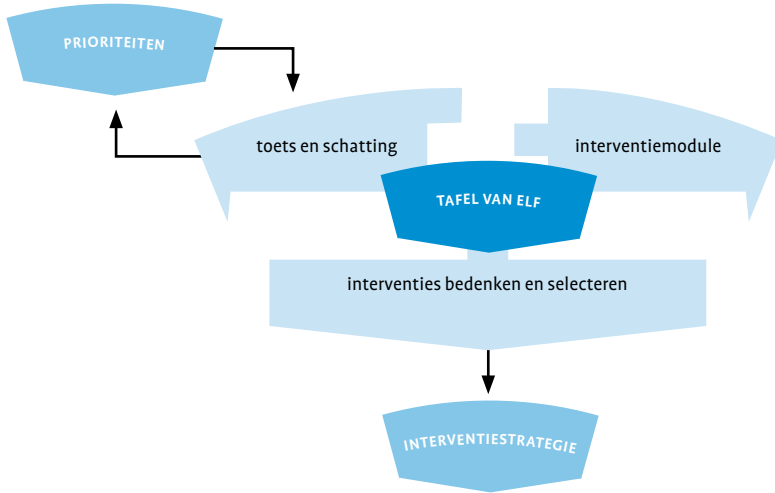 PRIORITEITEN
toets en schatting
interventiemodule
TAFEL VAN ELF
interventies bedenken en selecteren
INTERVENTIESTRATEGIE